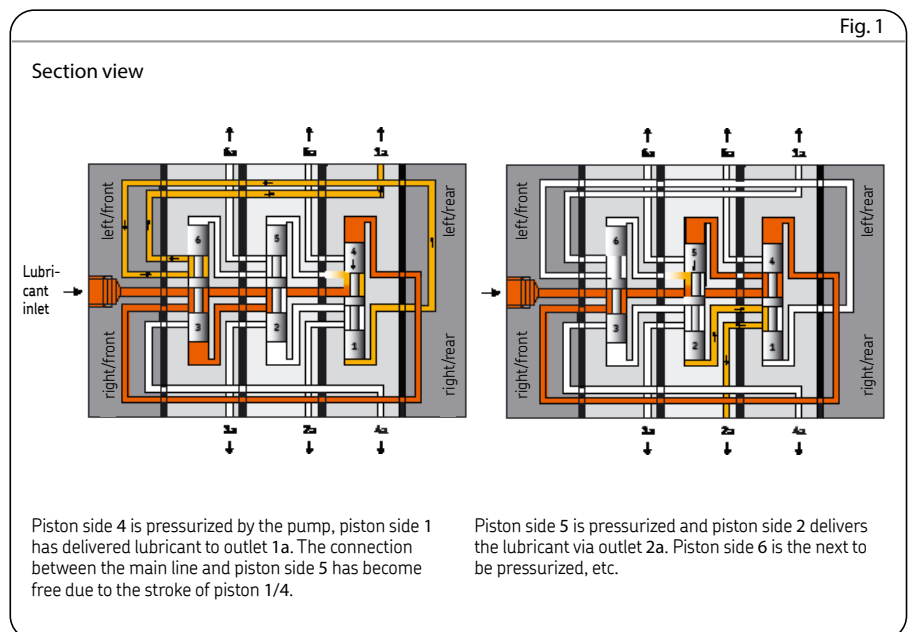 Fig. 1
Section view
6a 5a 1a
left/front
left/rear
6
5
4
Lubri-
cant
inlet
3
2
1
right/front
right/rear
3a 2a 4a
6a 5a 1a
left/front
left/rear
6
5
4
3
2
1
right/front
right/rear
3a 2a 4a
Piston side 4 is pressurized by the pump, piston side 1
has delivered lubricant to outlet 1a. The connection
between the main line and piston side 5 has become
free due to the stroke of piston 1/4.
Piston side 5 is pressurized and piston side 2 delivers
the lubricant via outlet 2a. Piston side 6 is the next to
be pressurized, etc.